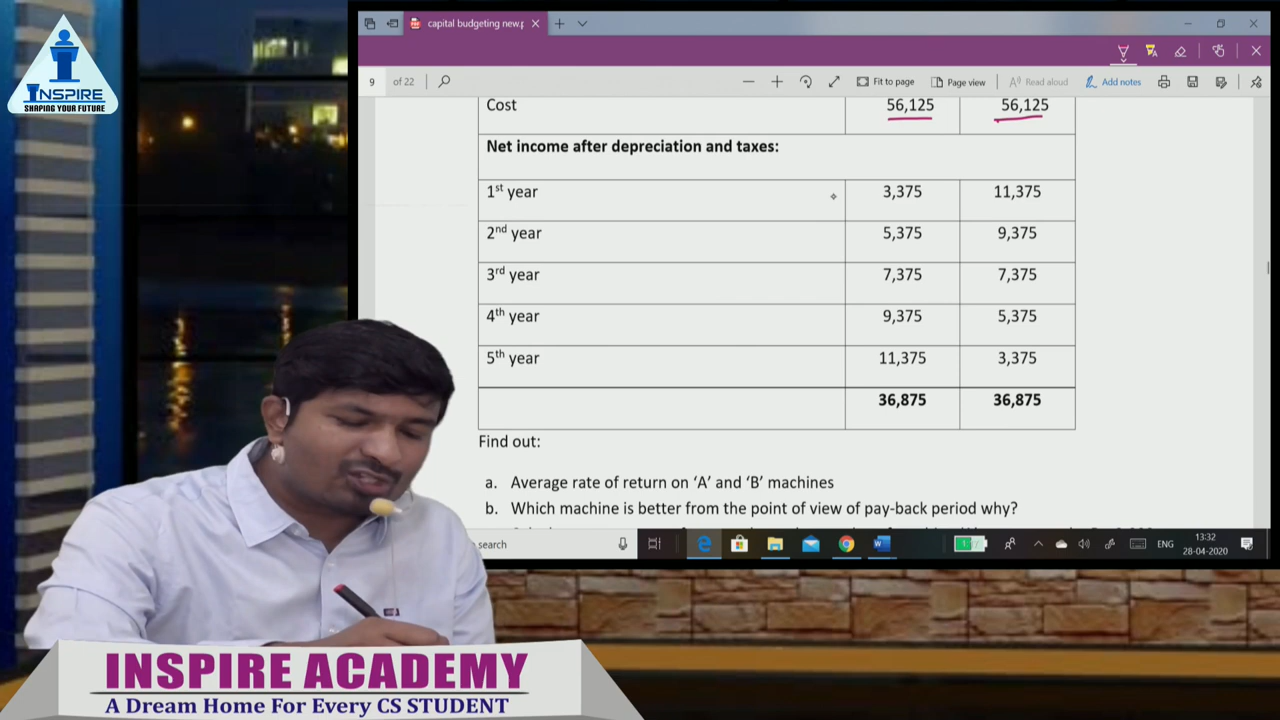 INSPIRE
SHAPING YOUR FUTURE
capital budgeting new.p
9 of 22
Fit to page
Page view
Read aloud
Add notes
Cost 56,125 56,125
Net income after depreciation and taxes:
1st year 3,375 11,375
2nd year 5,375 9,375
3rd year 7,375 7,375
4th year 9,375 5,375
5th year 11,375 3,375
36,875 36,875
Find out:
a. Average rate of return on ‘A’ and ‘B’ machines
b. Which machine is better from the point of view of pay-back period why?
search
ENG
13:32
28-04-2020
INSPIRE ACADEMY
A Dream Home For Every CS STUDENT